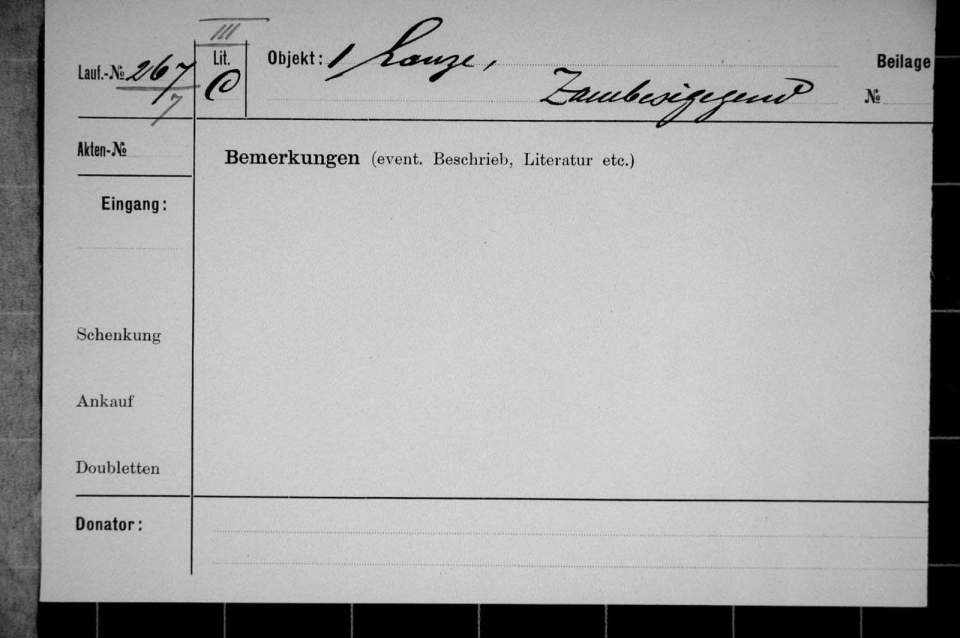 III
Lauf.-№ 267/7 Lit. C Objekt: 1 Lanze, Beilage
Zambesigegend №
Akten-№
Bemerkungen (event. Beschrieb, Literatur etc.)
Eingang:
Schenkung
Ankauf
Doubletten
Donator: